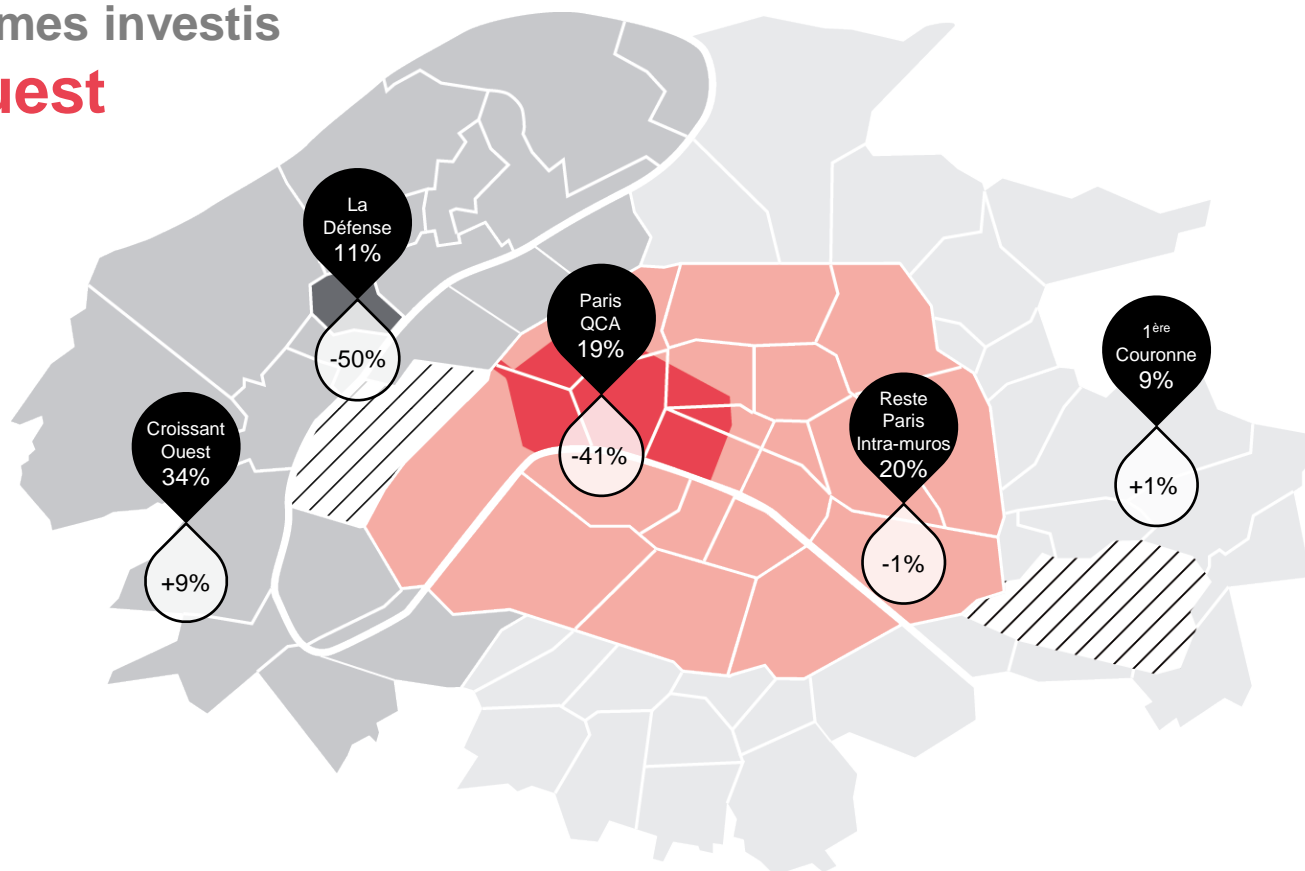 mes investis
uest
La
Défense
11%
-50%
Paris
QCA
19%
-41%
1ère
Couronne
9%
+1%
Reste
Paris
Intra-muros
20%
-1%
Croissant
Ouest
34%
+9%